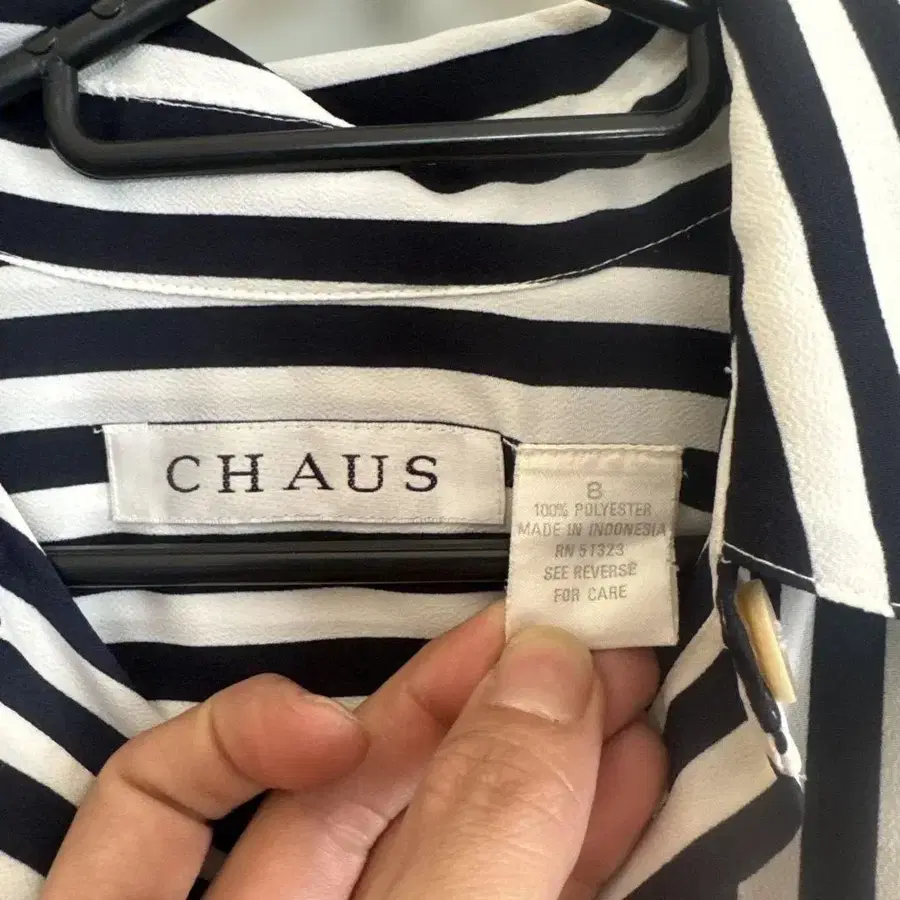 CHAUS
8
100% POLYESTER
MADE IN INDONESIA
RN 51323
SEE REVERSE
FOR CARE